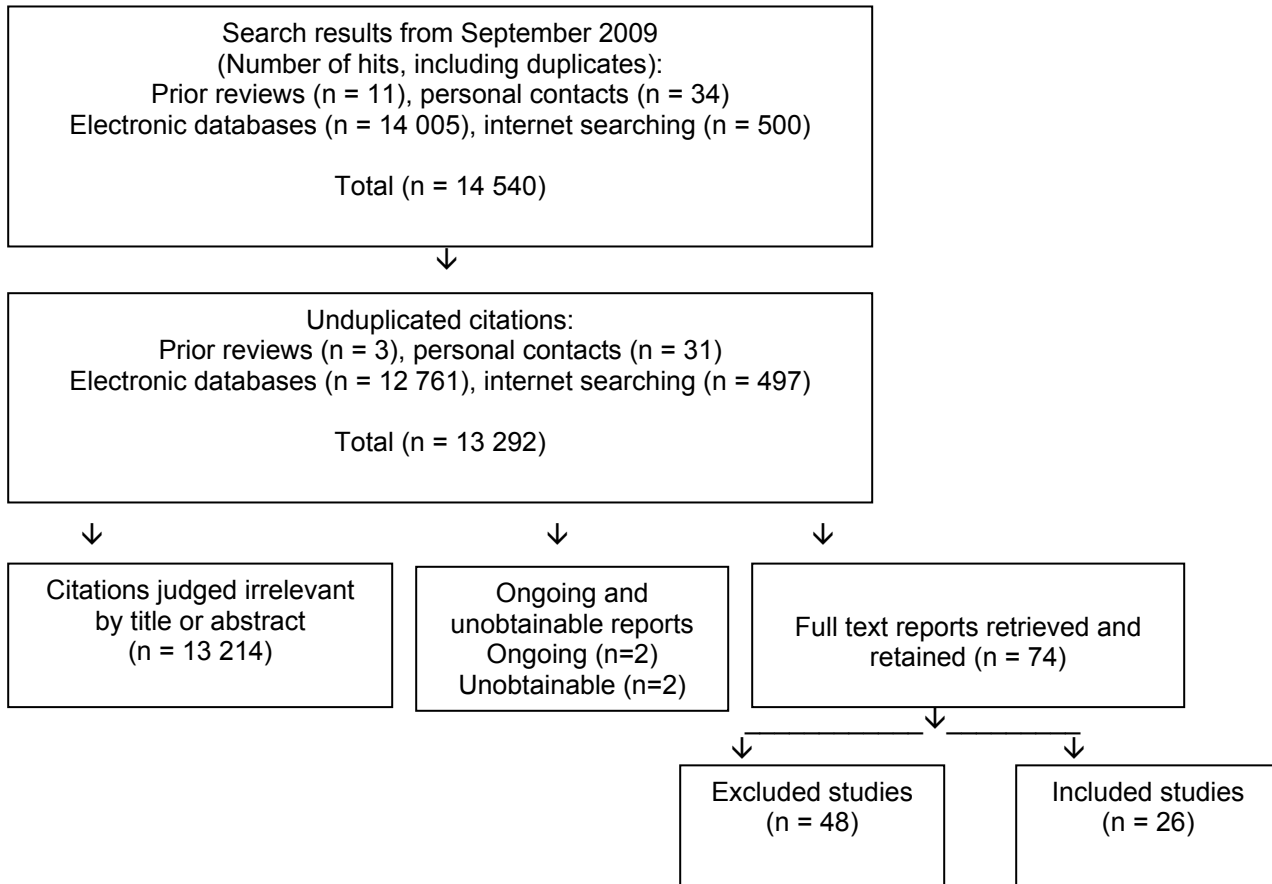 Search results from September 2009
(Number of hits, including duplicates):
Prior reviews (n = 11), personal contacts (n = 34)
Electronic databases (n = 14 005), internet searching (n = 500)
Total (n = 14 540)
Unduplicated citations:
Prior reviews (n = 3), personal contacts (n = 31)
Electronic databases (n = 12 761), internet searching (n = 497)
Total (n = 13 292)
Citations judged irrelevant
by title or abstract
(n = 13 214)
Ongoing and
unobtainable reports
Ongoing (n=2)
Unobtainable (n=2)
Full text reports retrieved and
retained (n = 74)
Excluded studies
(n = 48)
Included studies
(n = 26)